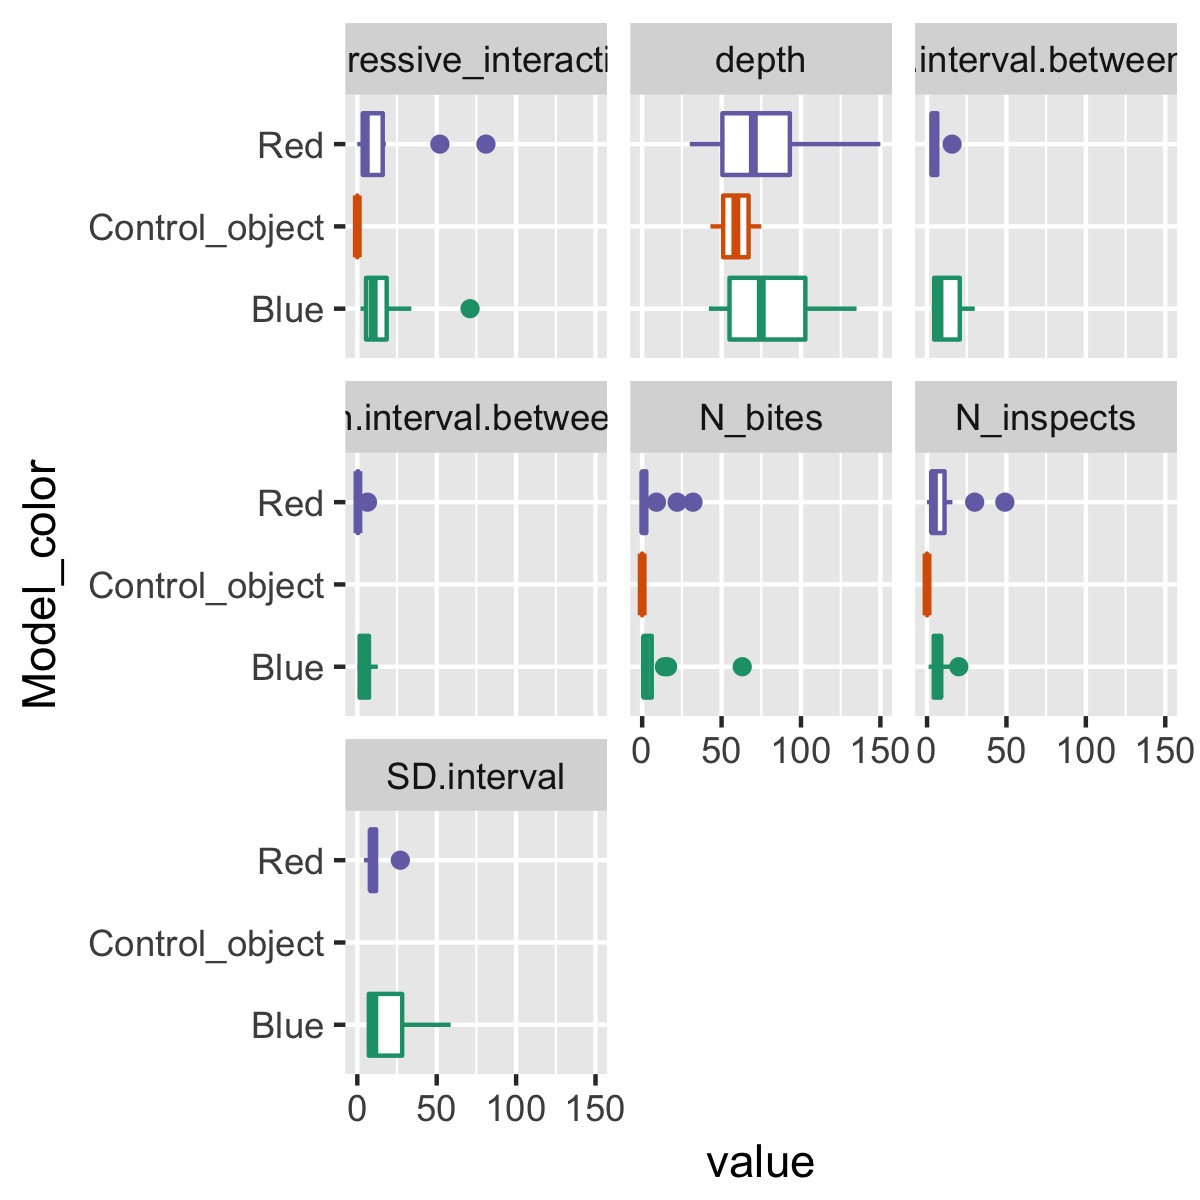 ressive_interacti
depth
.interval.between
Red
Control_object
Blue
n.interval.betwee
N_bites
N_inspects
Red
Control_object
Blue
0 50 100 150
0 50 100 150
SD.interval
Red
Control_object
Blue
0 50 100 150
Model_color
value